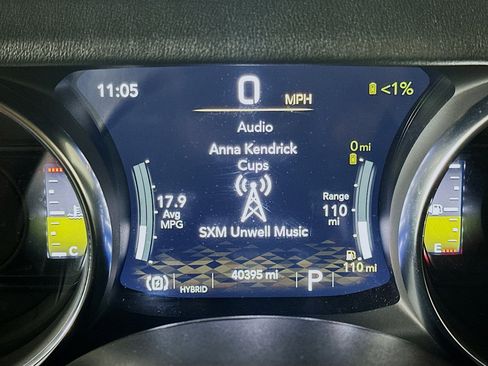 11:05
0
MPH
<1%
Audio
Anna Kendrick
Cups
0 mi
17.9
Avg
MPG
Range
110
mi
SXM Unwell Music
C
E
HYBRID
40395 mi
P
110 mi